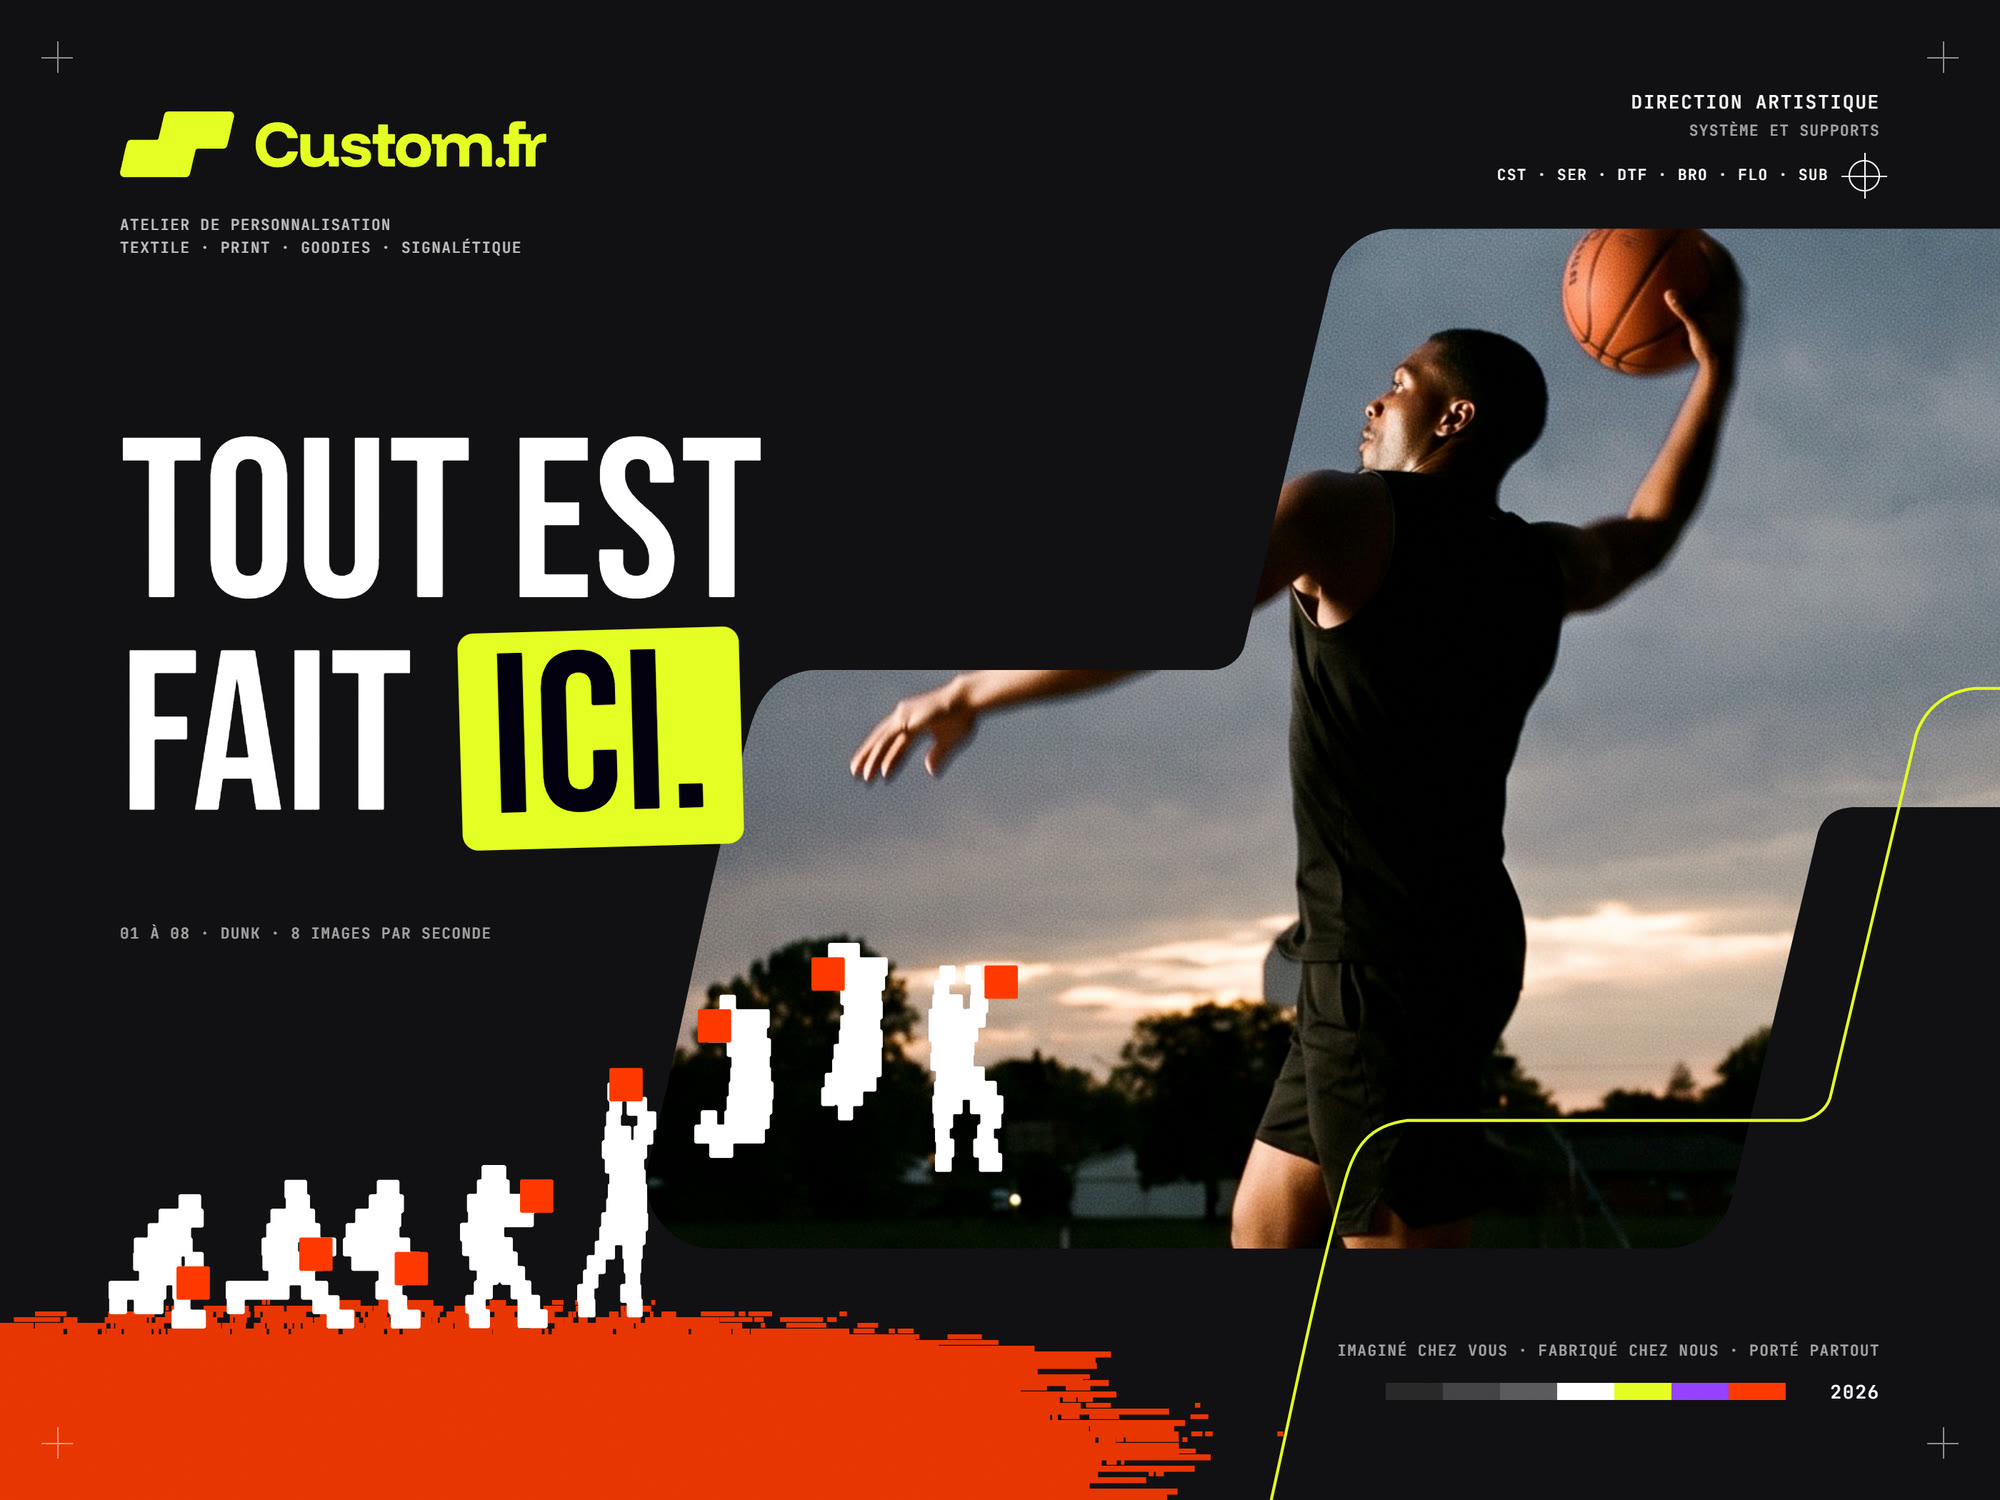 Custom.fr
ATELIER DE PERSONNALISATION
TEXTILE · PRINT · GOODIES · SIGNALÉTIQUE
DIRECTION ARTISTIQUE
SYSTÈME ET SUPPORTS
CST · SER · DTF · BRO · FLO · SUB
TOUT EST
FAIT ICI.
01 À 08 · DUNK · 8 IMAGES PAR SECONDE
IMAGINÉ CHEZ VOUS · FABRIQUÉ CHEZ NOUS · PORTÉ PARTOUT
2026